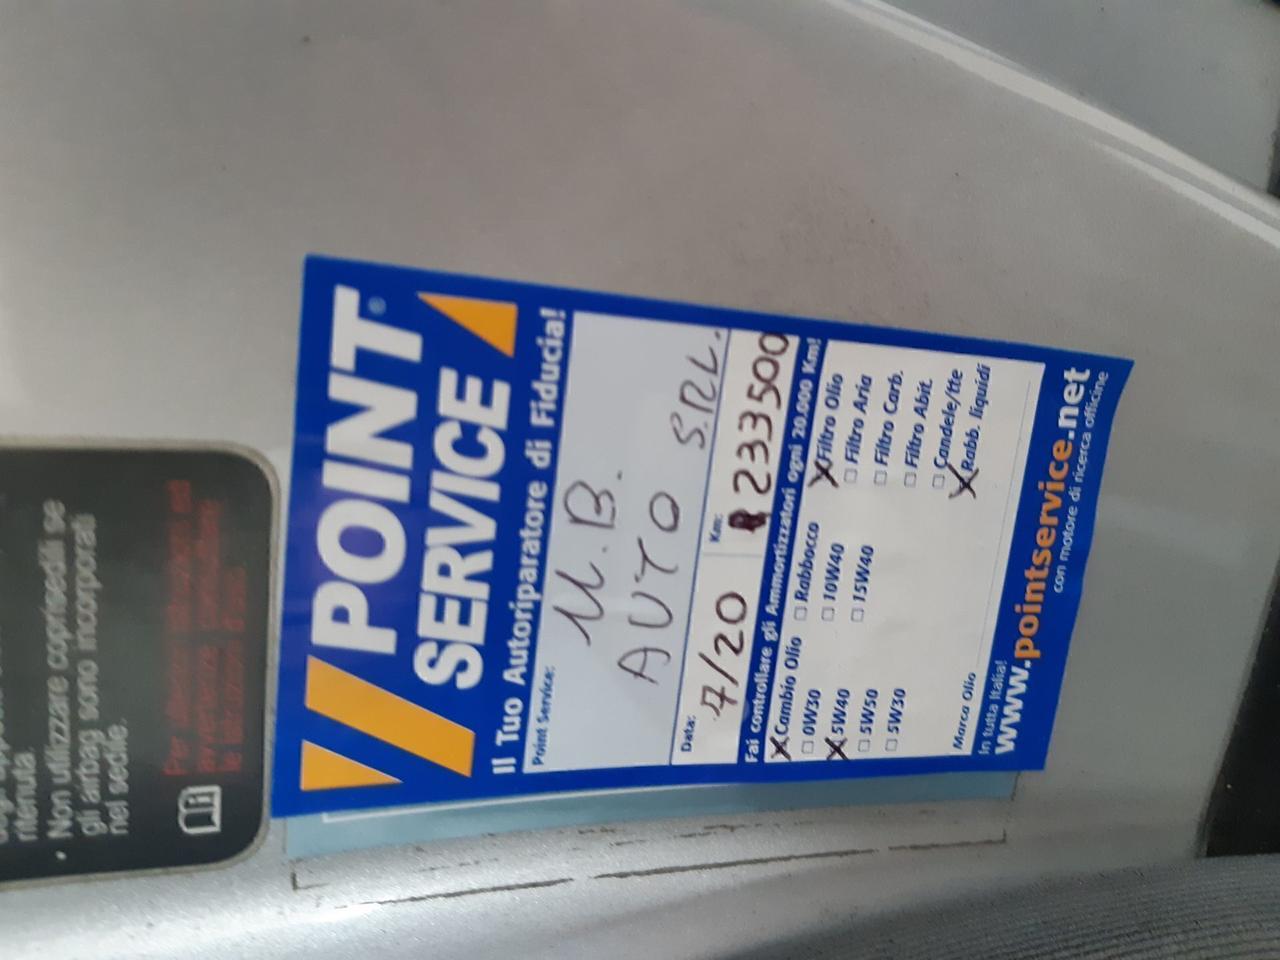 ritenuta.
• Non utilizzare coprisedili se
gli airbag sono incorporati
nei sedile.
POINT®
SERVICE
Il Tuo Autoriparatore di Fiducia!
Point Service:
U.B.
AUTO S.R.L.
Data: 7/20 Km: 233500
Fai controllare gli Ammortizzatori ogni 20.000 Km!
X Cambio Olio □ Rabbocco X Filtro Olio
□ 0W30 □ 10W40 □ Filtro Aria
X 5W40 □ 15W40 □ Filtro Carb.
□ 5W50 □ Filtro Abit.
□ 5W30 □ Candele/tte
X Rabb. liquidi
Marca Olio
In tutta Italia!
www.pointservice.net
con motore di ricerca officine